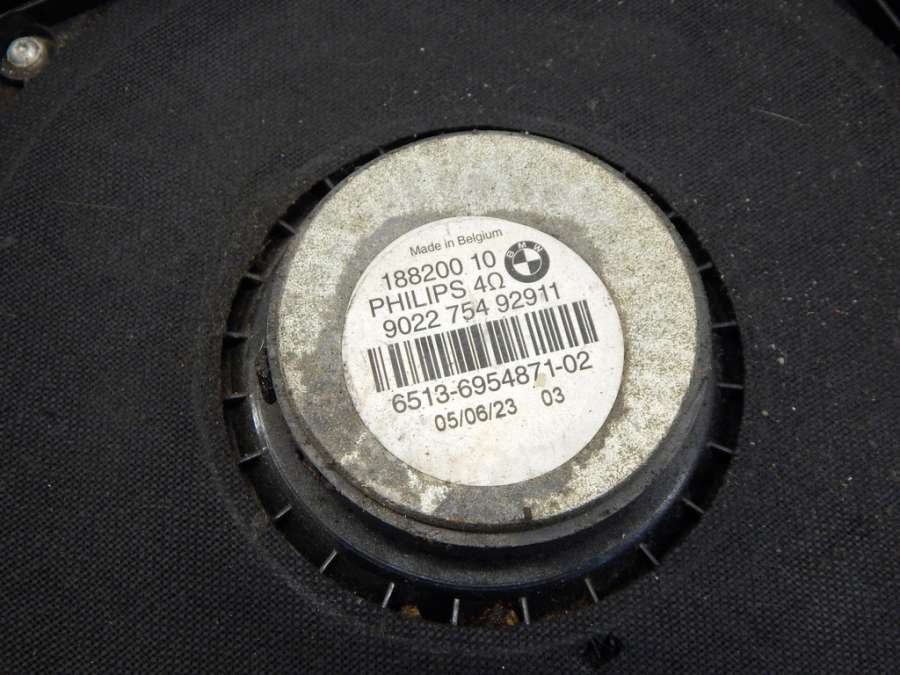 Made in Belgium
188200 10
BMW
PHILIPS 4Ω
9022 754 92911
6513-6954871-02
05/06/23 03